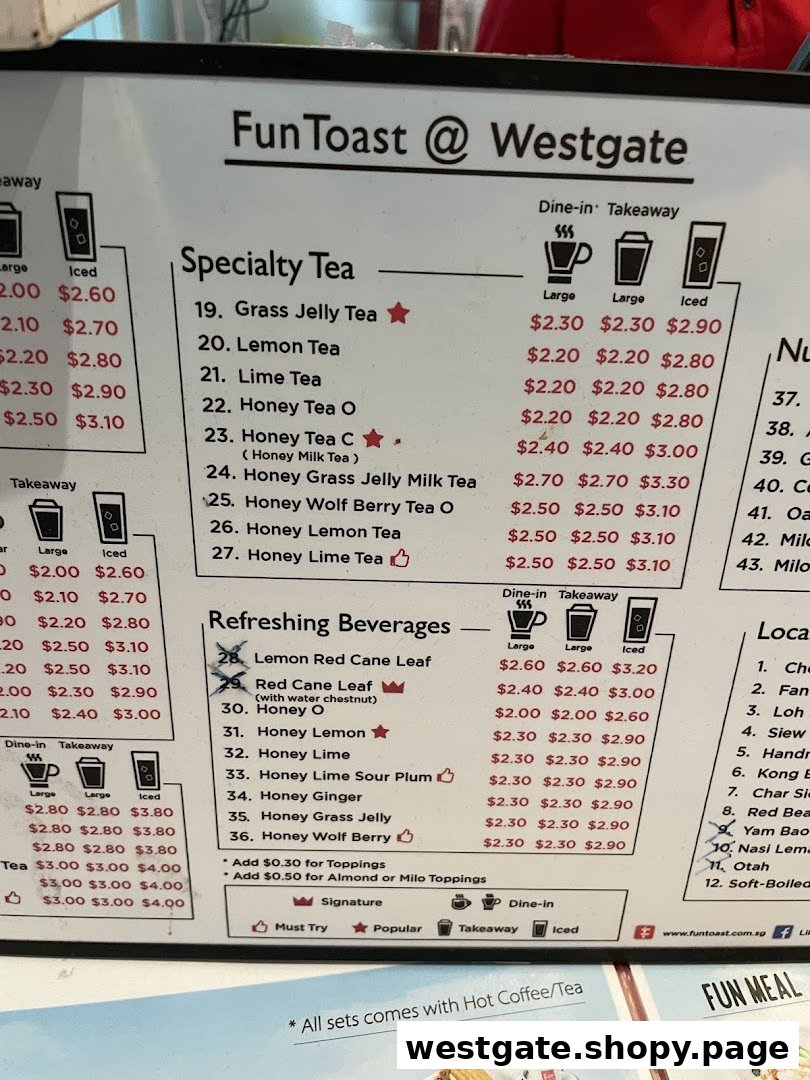 FunToast @ Westgate
Takeaway
Iced
$2.60
$2.70
$2.20 $2.80
$2.30 $2.90
$2.50 $3.10
Takeaway
Large Iced
$2.00 $2.60
$2.10 $2.70
$2.20 $2.80
$2.50 $3.10
$2.50 $3.10
$2.30 $2.90
$2.40 $3.00
Dine-in Takeaway
Large Large Iced
$2.80 $2.80 $3.80
$2.80 $2.80 $3.80
$2.80 $2.80 $3.80
Tea $3.00 $3.00 $4.00
$3.00 $3.00 $4.00
$3.00 $3.00 $4.00
Dine-in Takeaway
Specialty Tea
Large Large Iced
19. Grass Jelly Tea $2.30 $2.30 $2.90
20. Lemon Tea $2.20 $2.20 $2.80
21. Lime Tea $2.20 $2.20 $2.80
22. Honey Tea O $2.20 $2.20 $2.80
23. Honey Tea C $2.40 $2.40 $3.00
( Honey Milk Tea )
24. Honey Grass Jelly Milk Tea $2.70 $2.70 $3.30
25. Honey Wolf Berry Tea O $2.50 $2.50 $3.10
26. Honey Lemon Tea $2.50 $2.50 $3.10
27. Honey Lime Tea $2.50 $2.50 $3.10
Dine-in Takeaway
Refreshing Beverages
Large Large Iced
28. Lemon Red Cane Leaf $2.60 $2.60 $3.20
29. Red Cane Leaf $2.40 $2.40 $3.00
(with water chestnut)
30. Honey O $2.00 $2.00 $2.60
31. Honey Lemon $2.30 $2.30 $2.90
32. Honey Lime $2.30 $2.30 $2.90
33. Honey Lime Sour Plum $2.30 $2.30 $2.90
34. Honey Ginger $2.30 $2.30 $2.90
35. Honey Grass Jelly $2.30 $2.30 $2.90
36. Honey Wolf Berry $2.30 $2.30 $2.90
* Add $0.30 for Toppings
* Add $0.50 for Almond or Milo Toppings
Signature Dine-in
Must Try Popular Takeaway Iced
37.
38.
39.
40.
41.
42.
43. Milo
1.
2. Fan
3. Loh
4. Siew
5.
6. Kong
7. Char
8. Red
9. Yam Bao
10. Nasi
11. Otah
12. Soft-Boiled
www.funtoast.com.sg
* All sets comes with Hot Coffee/Tea
FUN MEAL
westgate.shopy.page